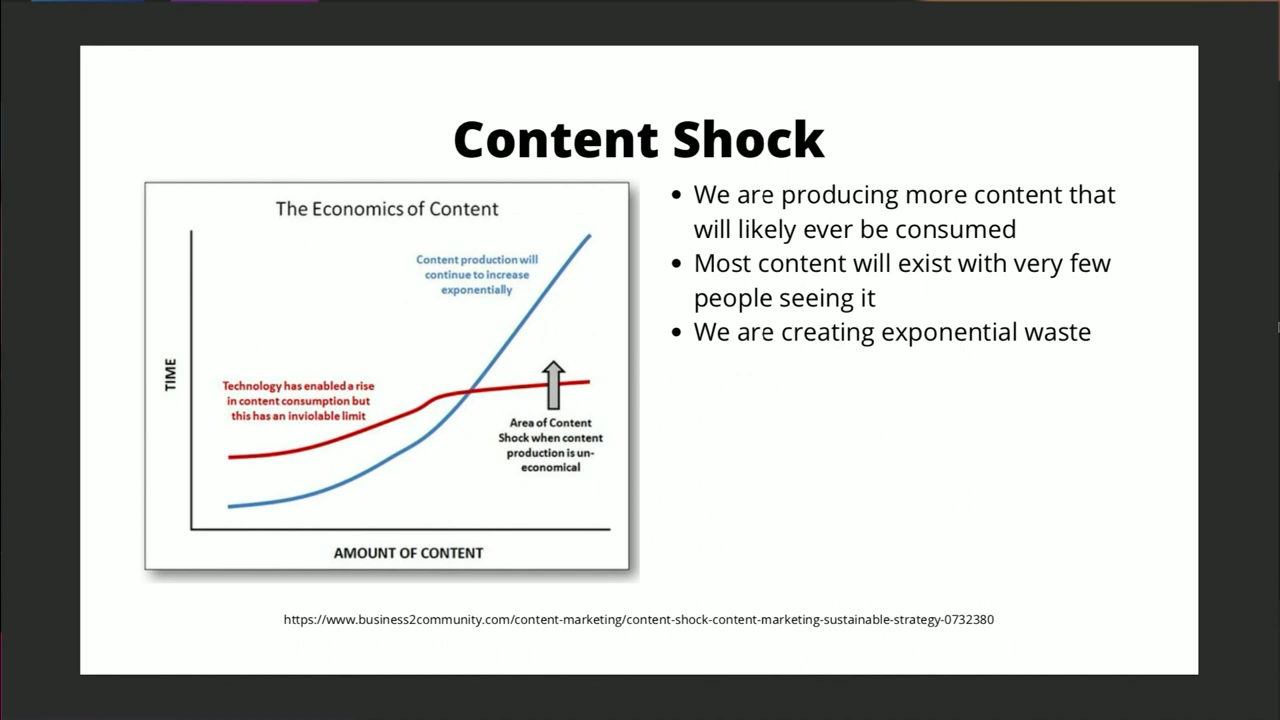 Content Shock
The Economics of Content
Content production will
continue to increase
exponentially
TIME
Technology has enabled a rise
in content consumption but
this has an inviolable limit
Area of Content
Shock when content
production is un-
economical
AMOUNT OF CONTENT
• We are producing more content that
will likely ever be consumed
• Most content will exist with very few
people seeing it
• We are creating exponential waste
https://www.business2community.com/content-marketing/content-shock-content-marketing-sustainable-strategy-0732380